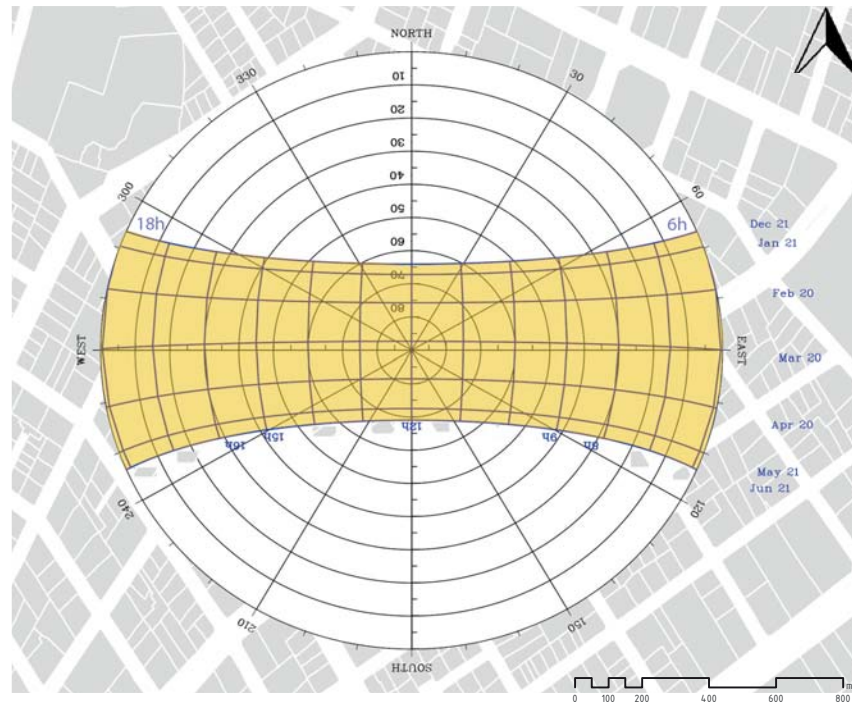 NORTH
330
30
10
20
30
40
50
60
70
80
300
60
18h
6h
Dec 21
Jan 21
Feb 20
WEST
EAST
Mar 20
Apr 20
May 21
Jun 21
16h
15h
12h
9h
8h
240
120
210
150
SOUTH
0
100
200
400
600
800
m